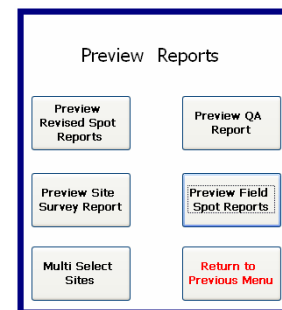 Preview Reports
Preview
Revised Spot
Reports
Preview QA
Report
Preview Site
Survey Report
Preview Field
Spot Reports
Multi Select
Sites
Return to
Previous Menu